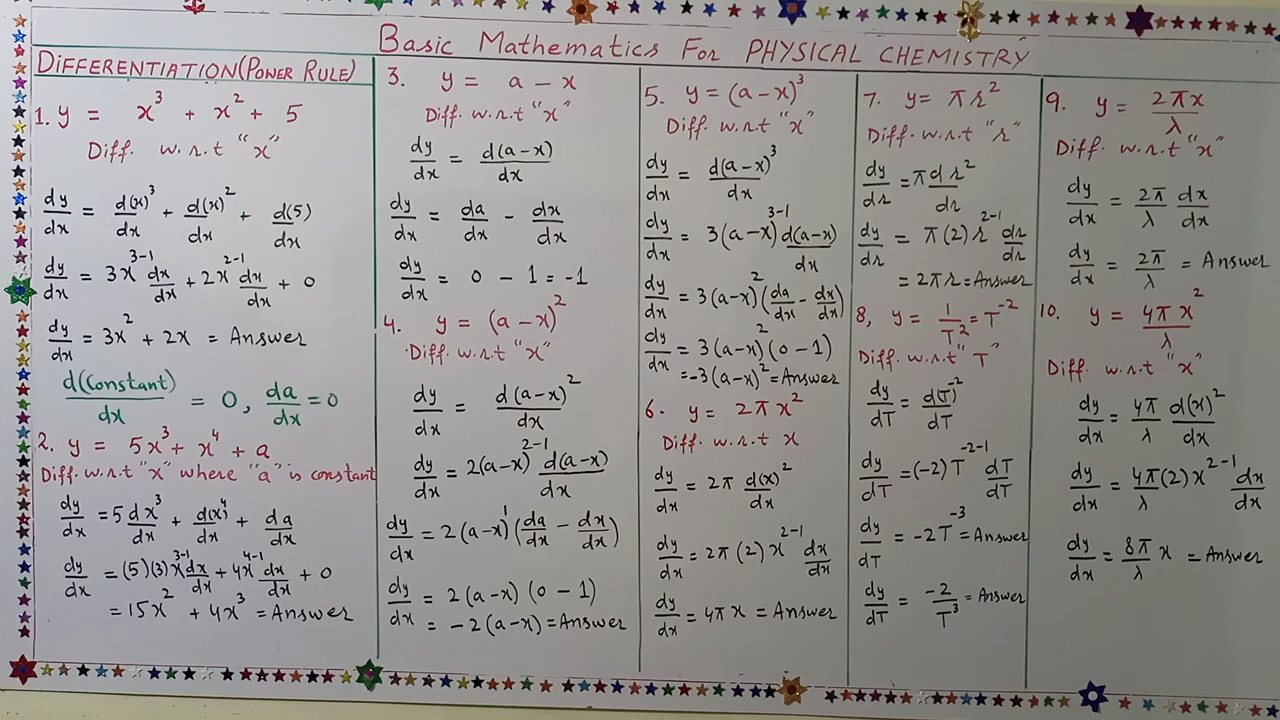 Basic Mathematics For PHYSICAL CHEMISTRY
DIFFERENTIATION(POWER RULE)
1. y = x³ + x² + 5
Diff. w.r.t "x"
dy/dx = d(x)³/dx + d(x)²/dx + d(5)/dx
dy/dx = 3x³⁻¹ dx/dx + 2x²⁻¹ dx/dx + 0
dy/dx = 3x² + 2x = Answer
d(Constant)/dx = 0, da/dx = 0
2. y = 5x³ + x⁴ + a
Diff. w.r.t "x" where "a" is constant
dy/dx = 5 dx³/dx + d(x)⁴/dx + da/dx
dy/dx = (5)(3)x³⁻¹ dx/dx + 4x⁴⁻¹ dx/dx + 0
= 15x² + 4x³ = Answer
3. y = a - x
Diff. w.r.t "x"
dy/dx = d(a-x)/dx
dy/dx = da/dx - dx/dx
dy/dx = 0 - 1 = -1
4. y = (a-x)²
Diff. w.r.t "x"
dy/dx = d(a-x)²/dx
dy/dx = 2(a-x)²⁻¹ d(a-x)/dx
dy/dx = 2(a-x)¹ (da/dx - dx/dx)
dy/dx = 2(a-x)(0-1)
= -2(a-x) = Answer
5. y = (a-x)³
Diff. w.r.t "x"
dy/dx = d(a-x)³/dx
dy/dx = 3(a-x)³⁻¹ d(a-x)/dx
dy/dx = 3(a-x)² (da/dx - dx/dx)
dy/dx = 3(a-x)² (0-1)
= -3(a-x)² = Answer
6. y = 2πx²
Diff. w.r.t x
dy/dx = 2π d(x)²/dx
dy/dx = 2π(2)x²⁻¹ dx/dx
dy/dx = 4πx = Answer
7. y = πr²
Diff. w.r.t "r"
dy/dr = π dr²/dr
dy/dr = π(2)r²⁻¹ dr/dr
= 2πr = Answer
8, y = 1/T² = T⁻²
Diff. w.r.t "T"
dy/dT = d(T)⁻²/dT
dy/dT = (-2)T⁻²⁻¹ dT/dT
dy/dT = -2T⁻³ = Answer
dy/dT = -2/T³ = Answer
9. y = 2πx/λ
Diff. w.r.t "x"
dy/dx = 2π/λ dx/dx
dy/dx = 2π/λ = Answer
10. y = 4πx²/λ
Diff. w.r.t "x"
dy/dx = 4π/λ d(x)²/dx
dy/dx = 4π/λ (2)x²⁻¹ dx/dx
dy/dx = 8π/λ x = Answer